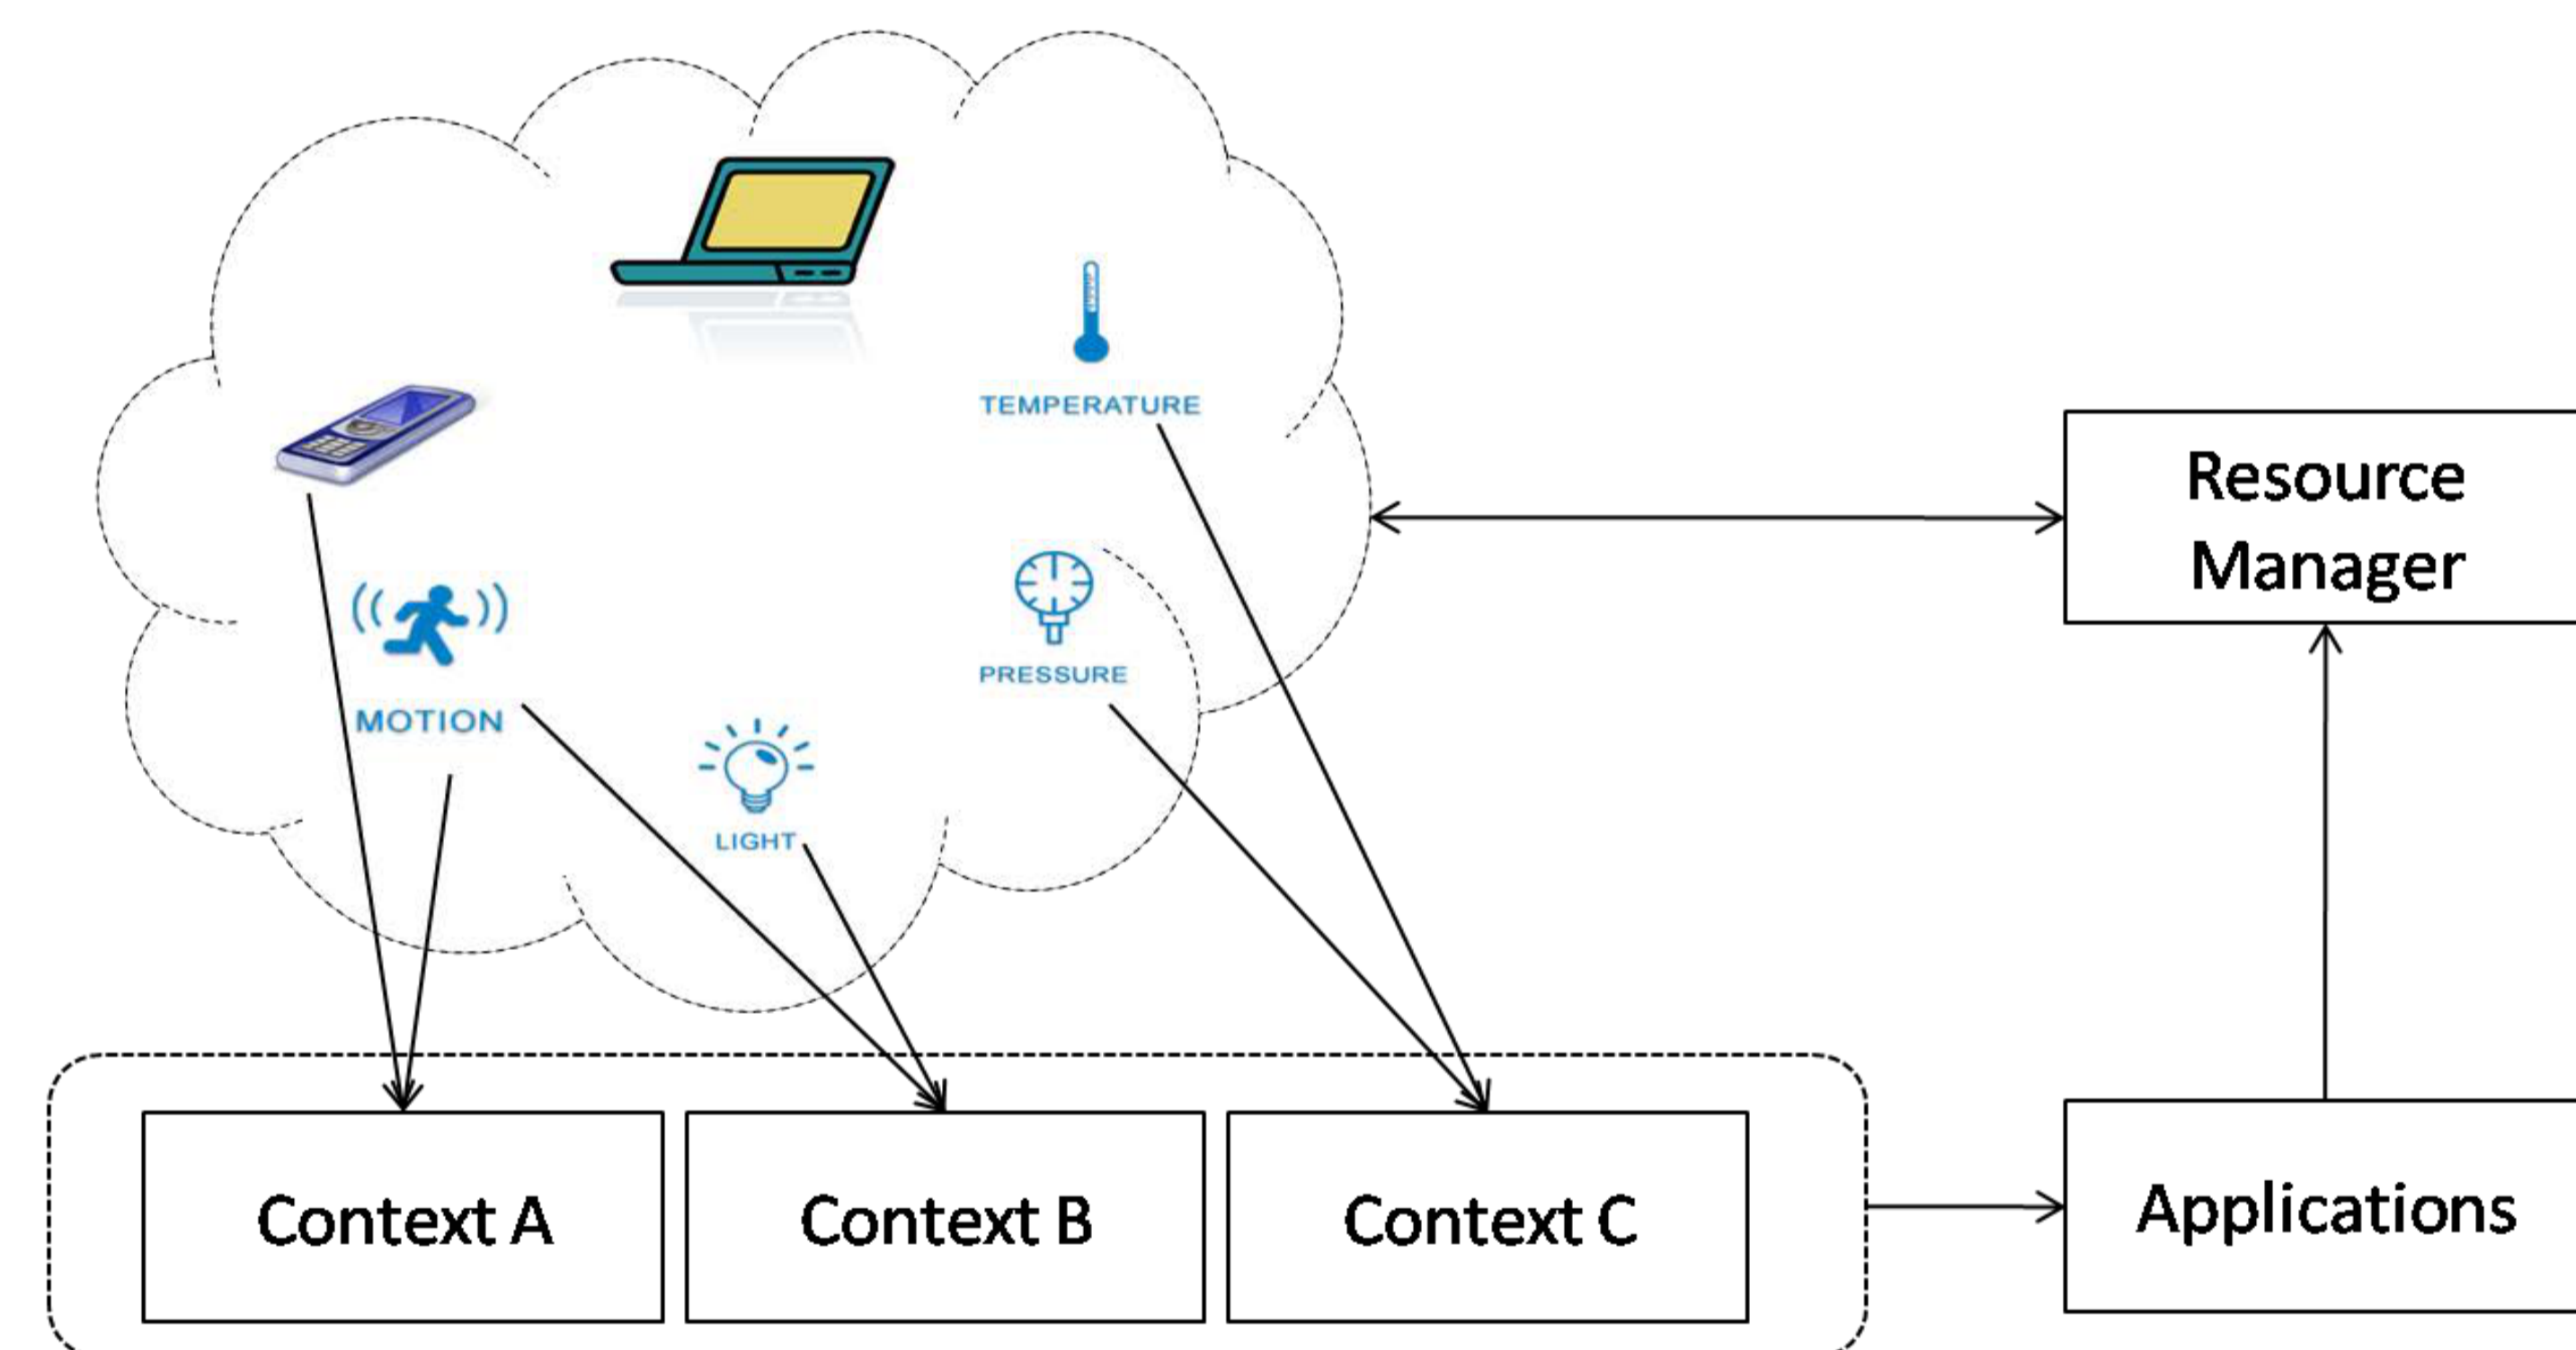 TEMPERATURE
Resource
Manager
PRESSURE
MOTION
LIGHT
Context A
Context B
Context C
Applications